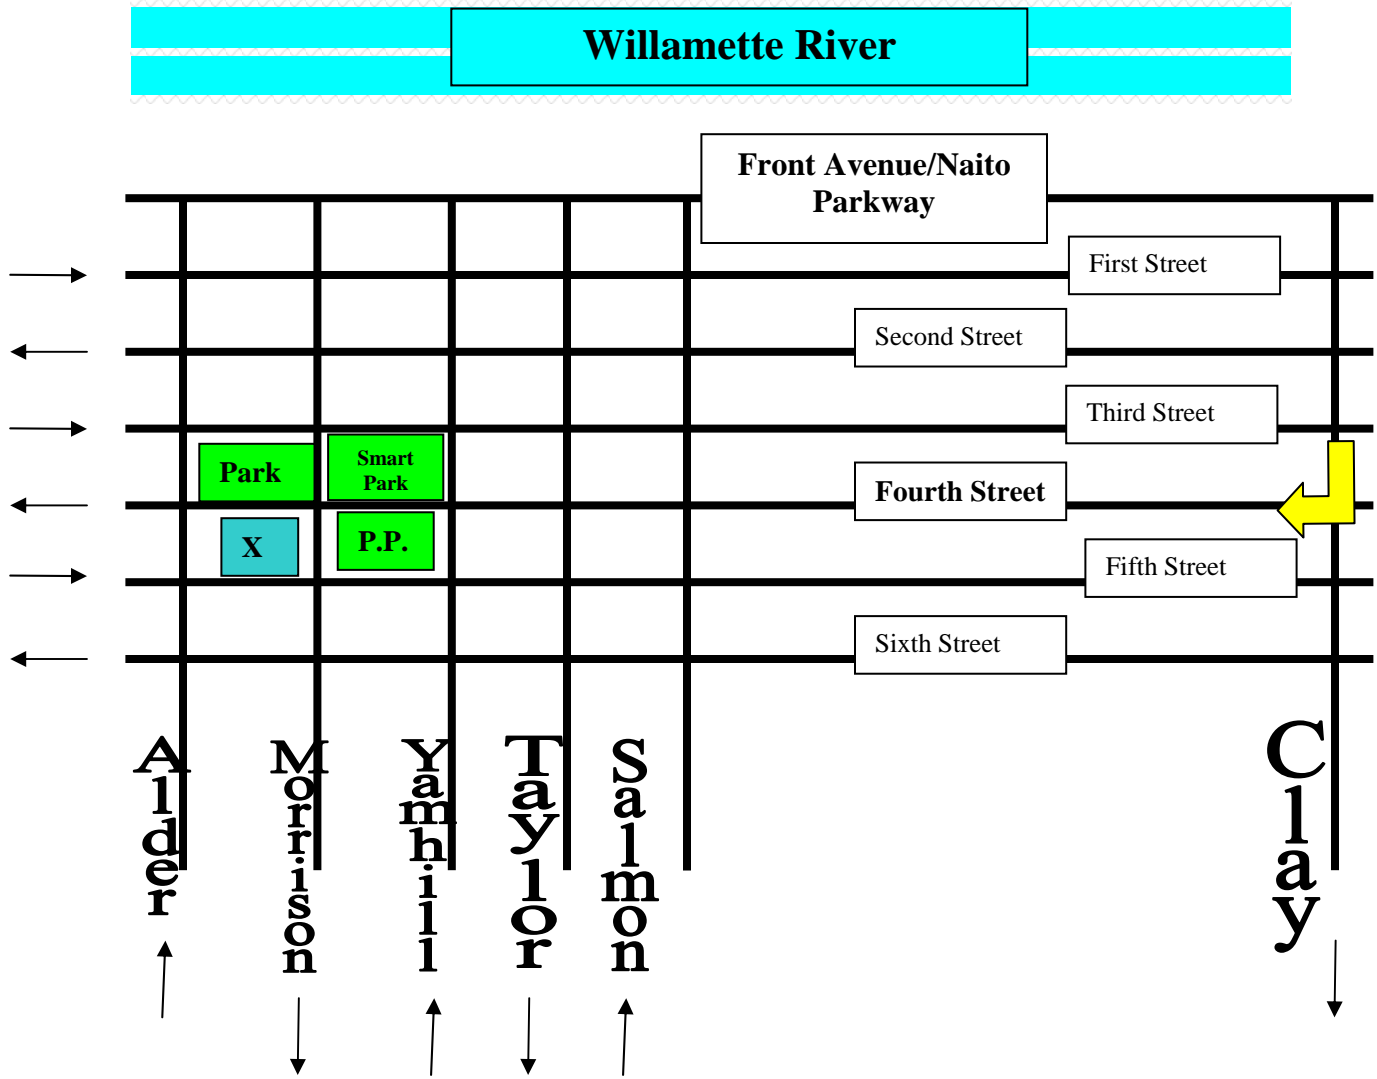 Willamette River
Front Avenue/Naito
Parkway
First Street
Second Street
Third Street
Park
Smart
Park
Fourth Street
X
P.P.
Fifth Street
Sixth Street
Alder
Morrison
Yamhill
Taylor
Salmon
Clay